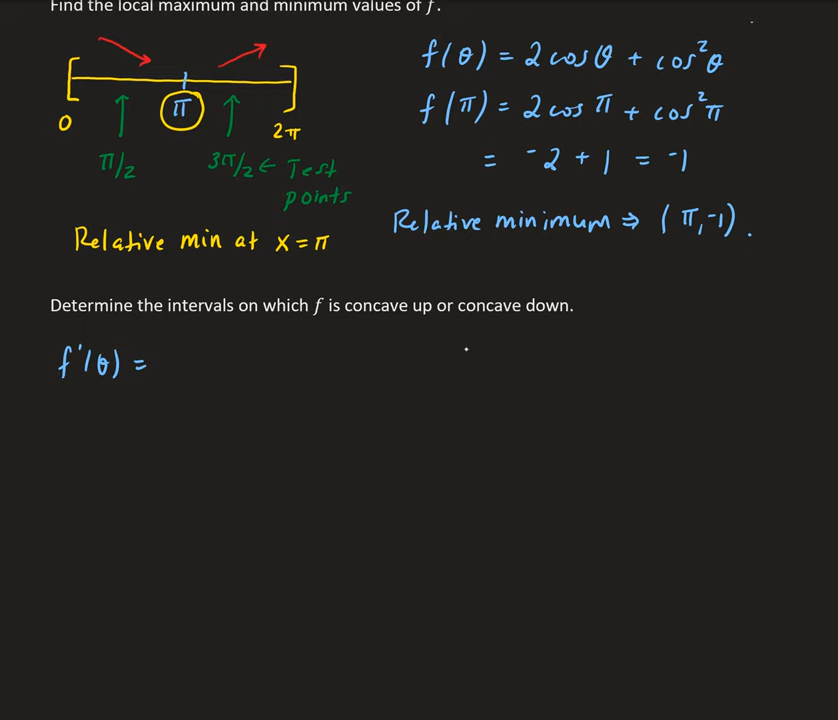 Find the local maximum and minimum values of f.
f(θ) = 2 cos θ + cos²θ
f(π) = 2 cos π + cos²π
= -2 + 1 = -1
Relative minimum ⇒ (π, -1).
0 π 2π
π/2 3π/2 ← Test points
Relative min at x = π
Determine the intervals on which f is concave up or concave down.
f'(θ) =